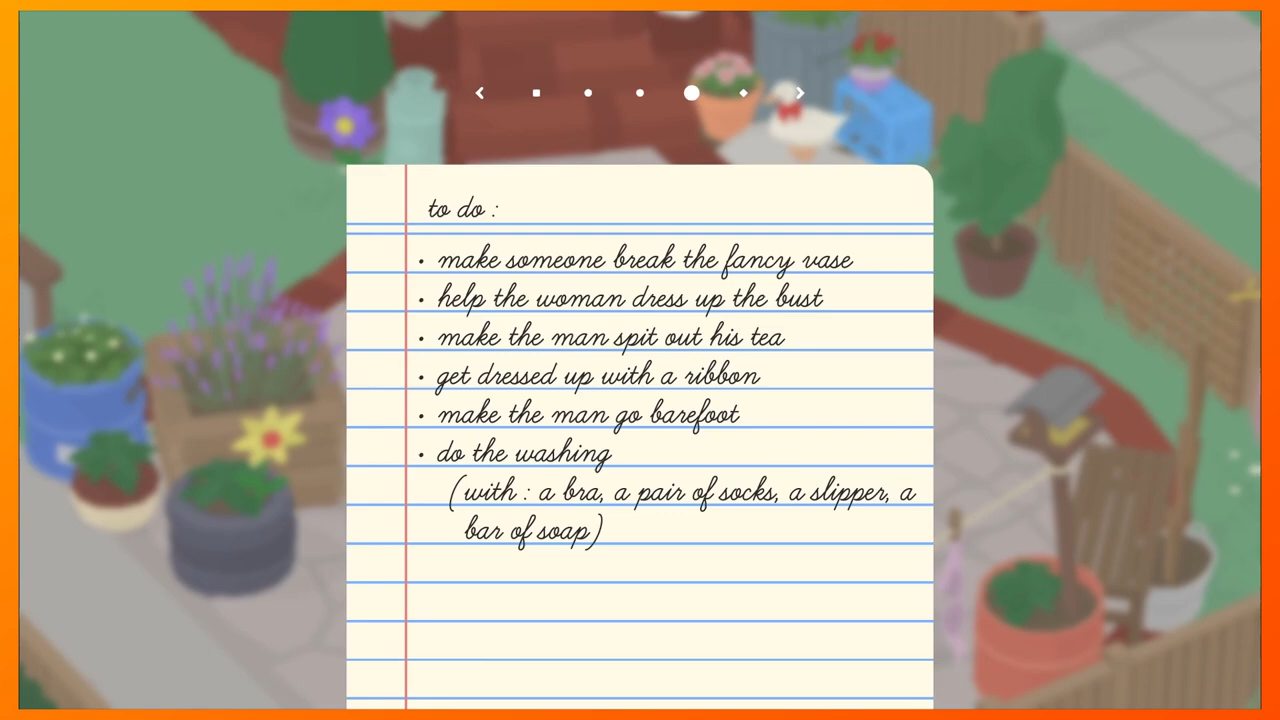 to do :
• make someone break the fancy vase
• help the woman dress up the bust
• make the man spit out his tea
• get dressed up with a ribbon
• make the man go barefoot
• do the washing
(with : a bra, a pair of socks, a slipper, a
bar of soap)